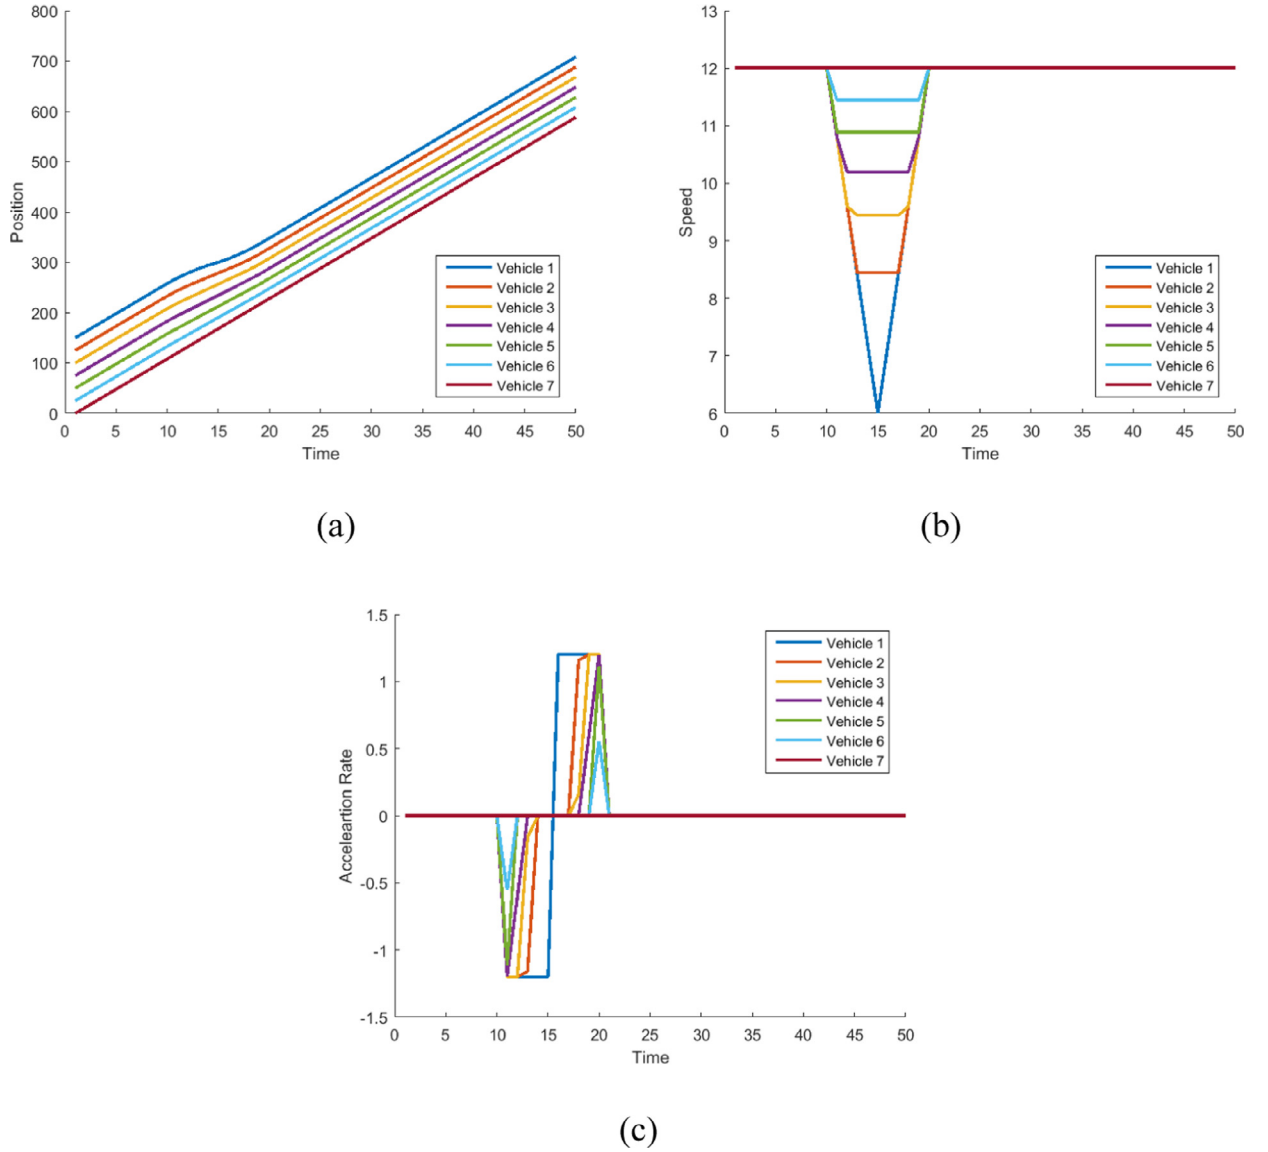 800
700
600
500
400
300
200
100
0
Position
0 5 10 15 20 25 30 35 40 45 50
Time
Vehicle 1
Vehicle 2
Vehicle 3
Vehicle 4
Vehicle 5
Vehicle 6
Vehicle 7
(a)
13
12
11
10
9
8
7
6
Speed
0 5 10 15 20 25 30 35 40 45 50
Time
Vehicle 1
Vehicle 2
Vehicle 3
Vehicle 4
Vehicle 5
Vehicle 6
Vehicle 7
(b)
1.5
1
0.5
0
-0.5
-1
-1.5
Acceleartion Rate
0 5 10 15 20 25 30 35 40 45 50
Time
Vehicle 1
Vehicle 2
Vehicle 3
Vehicle 4
Vehicle 5
Vehicle 6
Vehicle 7
(c)